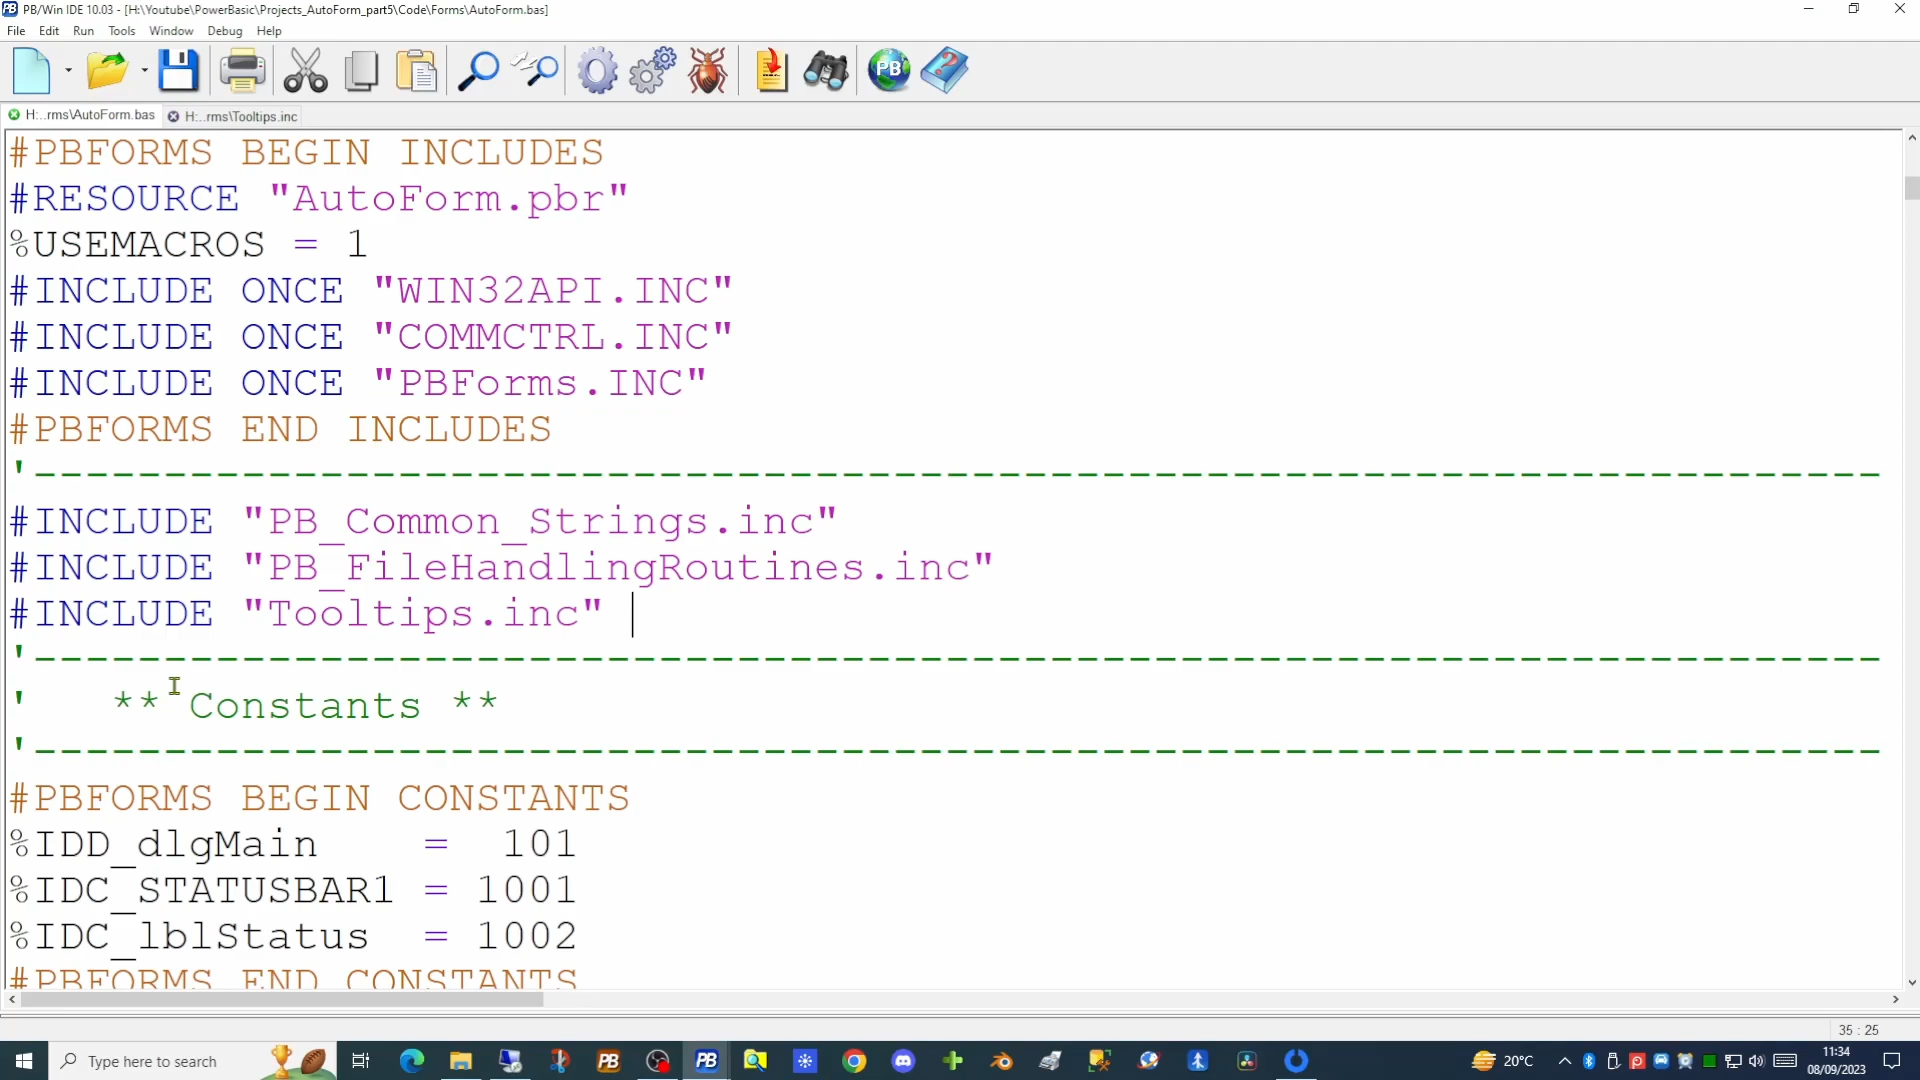 PB/Win IDE 10.03 - [H:\Youtube\PowerBasic\Projects_AutoForm_part5\Code\Forms\AutoForm.bas]
File Edit Run Tools Window Debug Help
PB
H:..rms\AutoForm.bas H:..rms\Tooltips.inc
#PBFORMS BEGIN INCLUDES
#RESOURCE "AutoForm.pbr"
%USEMACROS = 1
#INCLUDE ONCE "WIN32API.INC"
#INCLUDE ONCE "COMMCTRL.INC"
#INCLUDE ONCE "PBForms.INC"
#PBFORMS END INCLUDES
'------------------------------------------------------------------------
#INCLUDE "PB_Common_Strings.inc"
#INCLUDE "PB_FileHandlingRoutines.inc"
#INCLUDE "Tooltips.inc"
'------------------------------------------------------------------------
'   ** Constants **
'------------------------------------------------------------------------
#PBFORMS BEGIN CONSTANTS
%IDD_dlgMain    =  101
%IDC_STATUSBAR1 = 1001
%IDC_lblStatus  = 1002
#PBFORMS END CONSTANTS
35 : 25
Type here to search
PB
PB
20°C
11:34
08/09/2023